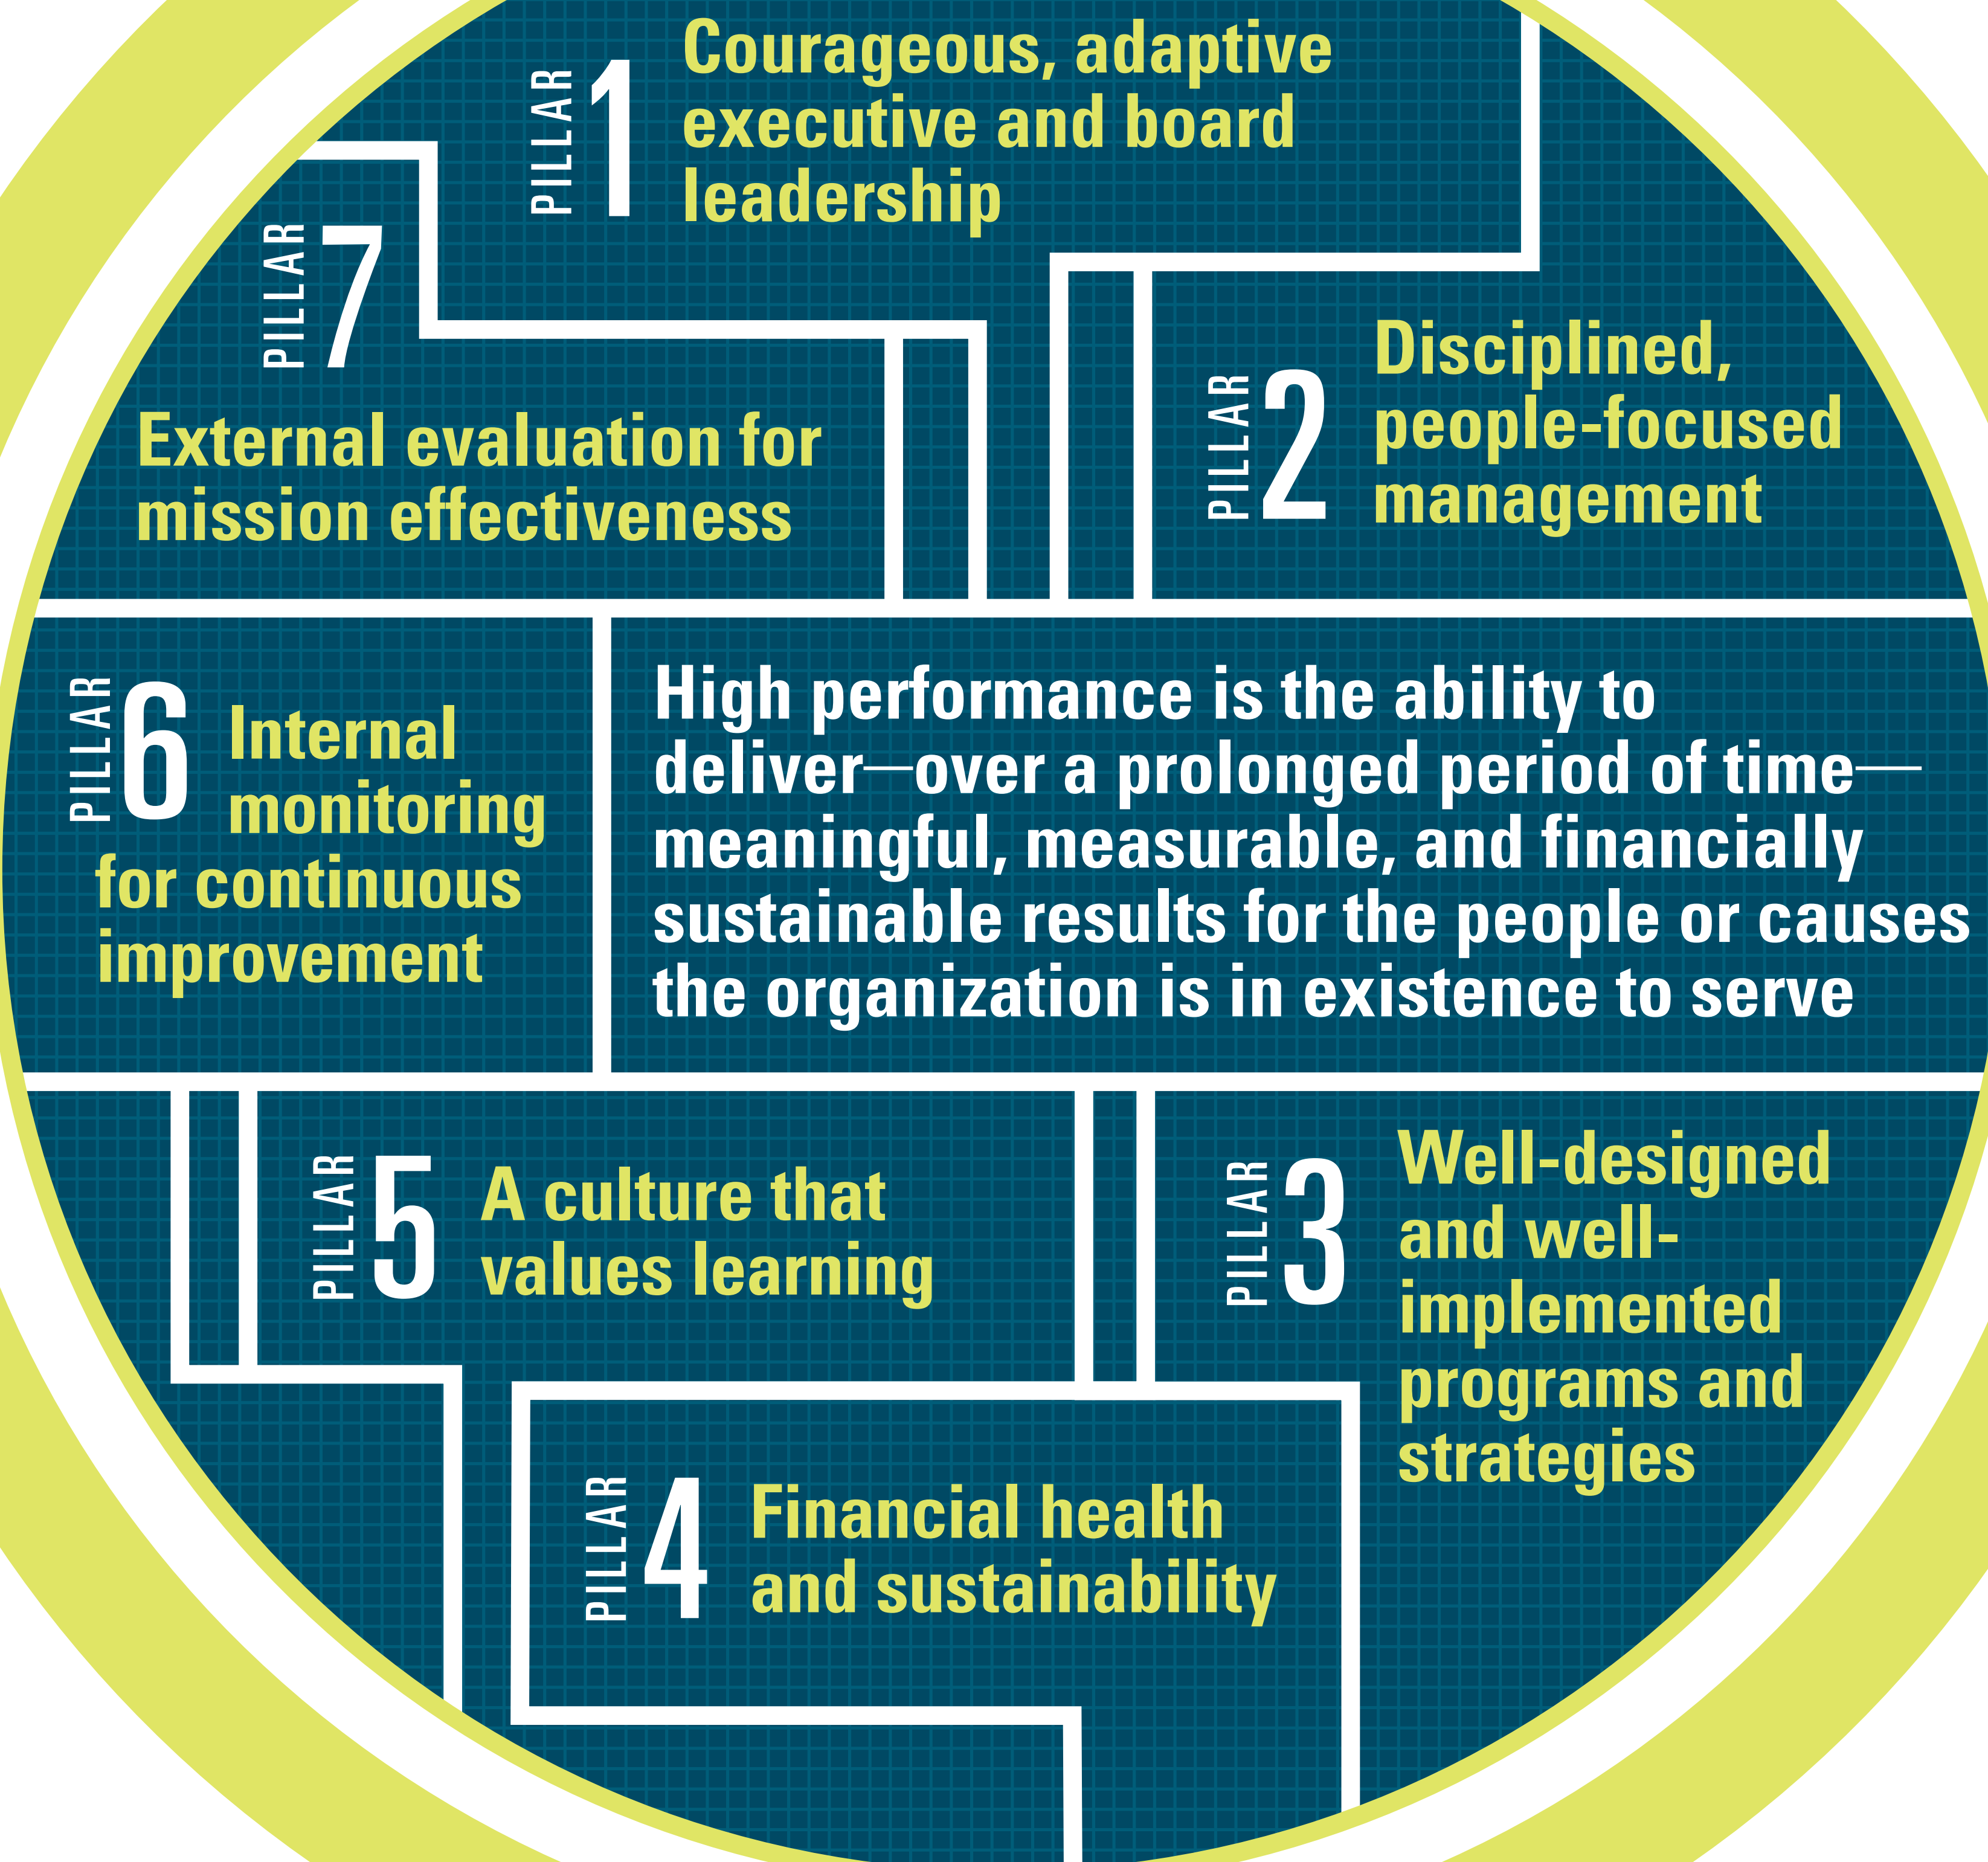 PILLAR 1
Courageous, adaptive
executive and board
leadership
PILLAR 2
Disciplined,
people-focused
management
PILLAR 7
External evaluation for
mission effectiveness
PILLAR 6
Internal
monitoring
for continuous
improvement
High performance is the ability to
deliver—over a prolonged period of time—
meaningful, measurable, and financially
sustainable results for the people or causes
the organization is in existence to serve
PILLAR 5
A culture that
values learning
PILLAR 3
Well-designed
and well-
implemented
programs and
strategies
PILLAR 4
Financial health
and sustainability